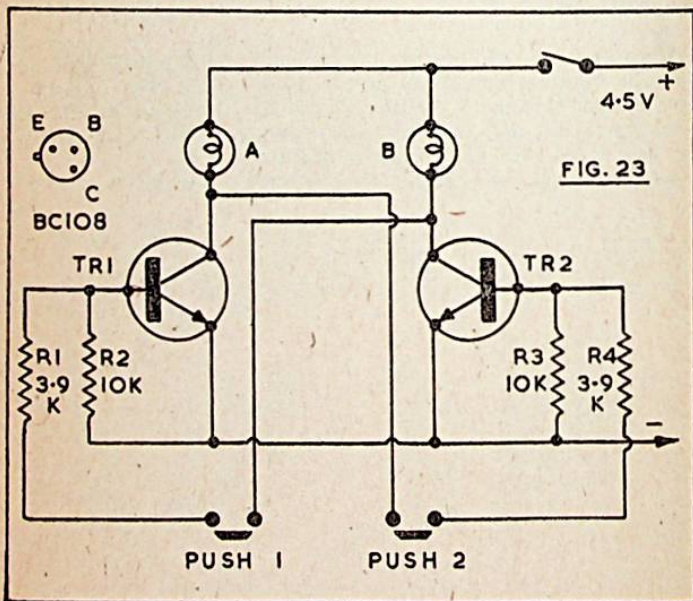 +
4·5 V
E B
A
B
FIG. 23
C
BC108
TR1
TR2
R1
3·9
K
R2
10K
R3
10K
R4
3·9
K
−
PUSH 1
PUSH 2